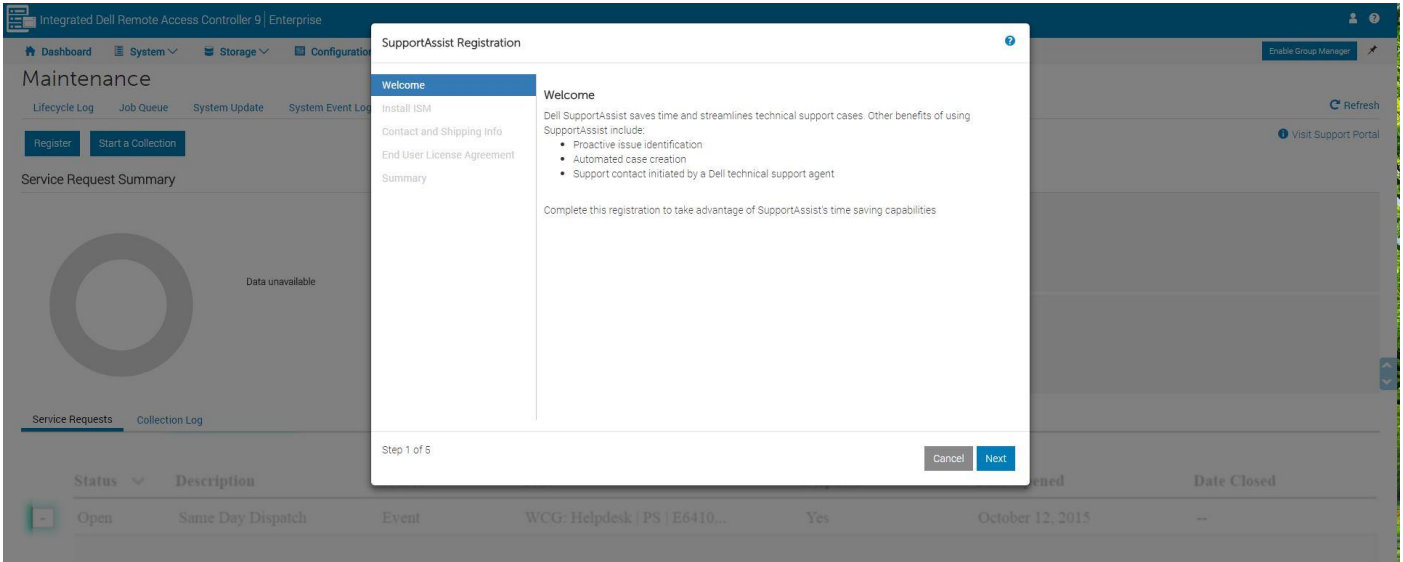 Integrated Dell Remote Access Controller 9 | Enterprise
Dashboard System Storage Configuration
Enable Group Manager
Maintenance
Lifecycle Log Job Queue System Update System Event Log
Refresh
Register Start a Collection
Visit Support Portal
Service Request Summary
Data unavailable
Service Requests Collection Log
SupportAssist Registration
Welcome
Install ISM
Contact and Shipping Info
End User License Agreement
Summary
Welcome
Dell SupportAssist saves time and streamlines technical support cases. Other benefits of using
SupportAssist include:
• Proactive issue identification
• Automated case creation
• Support contact initiated by a Dell technical support agent
Complete this registration to take advantage of SupportAssist's time saving capabilities
Step 1 of 5
Cancel Next
Status Description Date Closed
- Open Same Day Dispatch Event WCG: Helpdesk | PS | E6410... Yes October 12, 2015 --